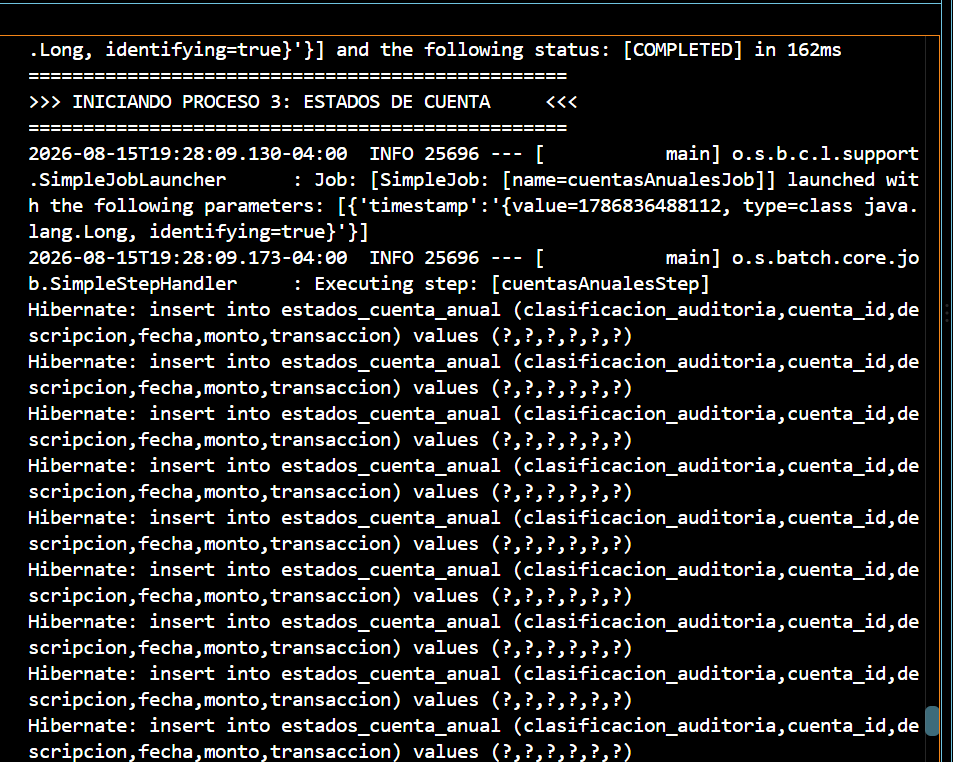 .Long, identifying=true}'}] and the following status: [COMPLETED] in 162ms
=================================================
>>> INICIANDO PROCESO 3: ESTADOS DE CUENTA     <<<
=================================================
2026-08-15T19:28:09.130-04:00  INFO 25696 --- [           main] o.s.b.c.l.support
.SimpleJobLauncher      : Job: [SimpleJob: [name=cuentasAnualesJob]] launched wit
h the following parameters: [{'timestamp':'{value=1786836488112, type=class java.
lang.Long, identifying=true}'}]
2026-08-15T19:28:09.173-04:00  INFO 25696 --- [           main] o.s.batch.core.jo
b.SimpleStepHandler     : Executing step: [cuentasAnualesStep]
Hibernate: insert into estados_cuenta_anual (clasificacion_auditoria,cuenta_id,de
scripcion,fecha,monto,transaccion) values (?,?,?,?,?,?)
Hibernate: insert into estados_cuenta_anual (clasificacion_auditoria,cuenta_id,de
scripcion,fecha,monto,transaccion) values (?,?,?,?,?,?)
Hibernate: insert into estados_cuenta_anual (clasificacion_auditoria,cuenta_id,de
scripcion,fecha,monto,transaccion) values (?,?,?,?,?,?)
Hibernate: insert into estados_cuenta_anual (clasificacion_auditoria,cuenta_id,de
scripcion,fecha,monto,transaccion) values (?,?,?,?,?,?)
Hibernate: insert into estados_cuenta_anual (clasificacion_auditoria,cuenta_id,de
scripcion,fecha,monto,transaccion) values (?,?,?,?,?,?)
Hibernate: insert into estados_cuenta_anual (clasificacion_auditoria,cuenta_id,de
scripcion,fecha,monto,transaccion) values (?,?,?,?,?,?)
Hibernate: insert into estados_cuenta_anual (clasificacion_auditoria,cuenta_id,de
scripcion,fecha,monto,transaccion) values (?,?,?,?,?,?)
Hibernate: insert into estados_cuenta_anual (clasificacion_auditoria,cuenta_id,de
scripcion,fecha,monto,transaccion) values (?,?,?,?,?,?)
Hibernate: insert into estados_cuenta_anual (clasificacion_auditoria,cuenta_id,de
scripcion,fecha,monto,transaccion) values (?,?,?,?,?,?)